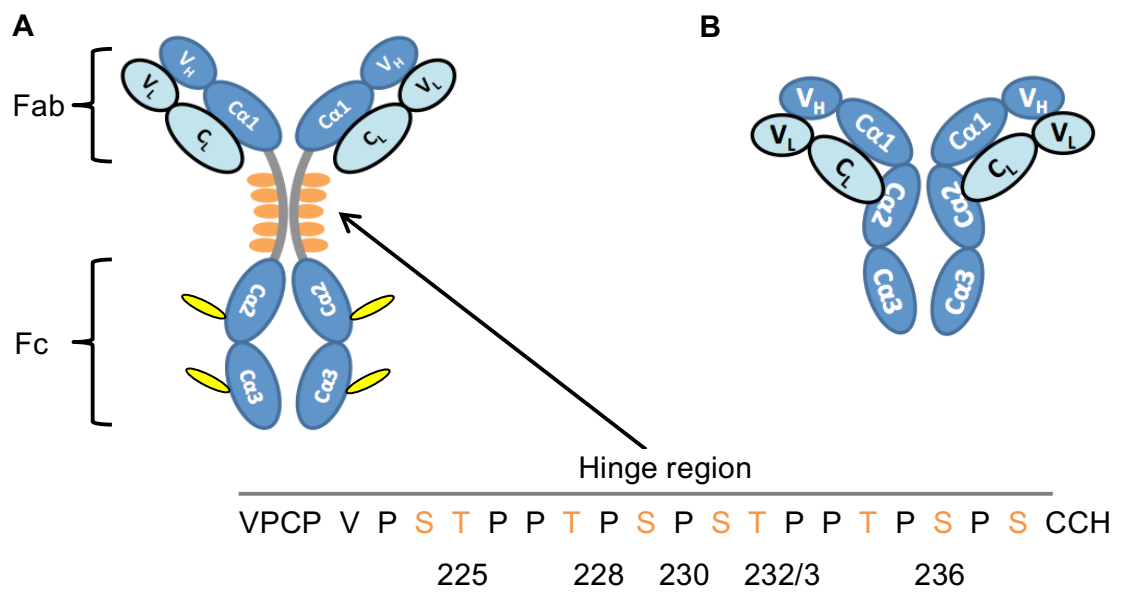 A
B
Fab
VH
VL
Cα1
CL
VH
VL
Cα1
CL
Cα2
Cα2
Fc
Cα3
Cα3
VH
VL
Cα1
CL
Cα2
Cα3
VH
VL
Cα1
CL
Cα2
Cα3
Hinge region
VPCP V P S T P P T P S P S T P P T P S P S CCH
225 228 230 232/3 236